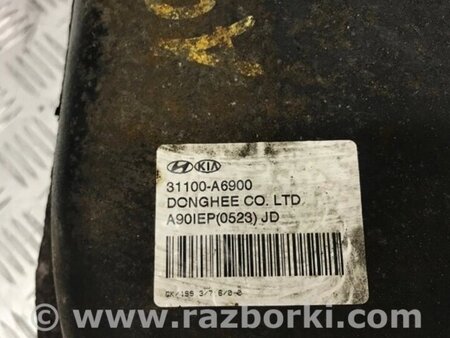 KIA
31100-A6900
DONGHEE CO. LTD
A90IEP(0523) JD
www.razborki.com